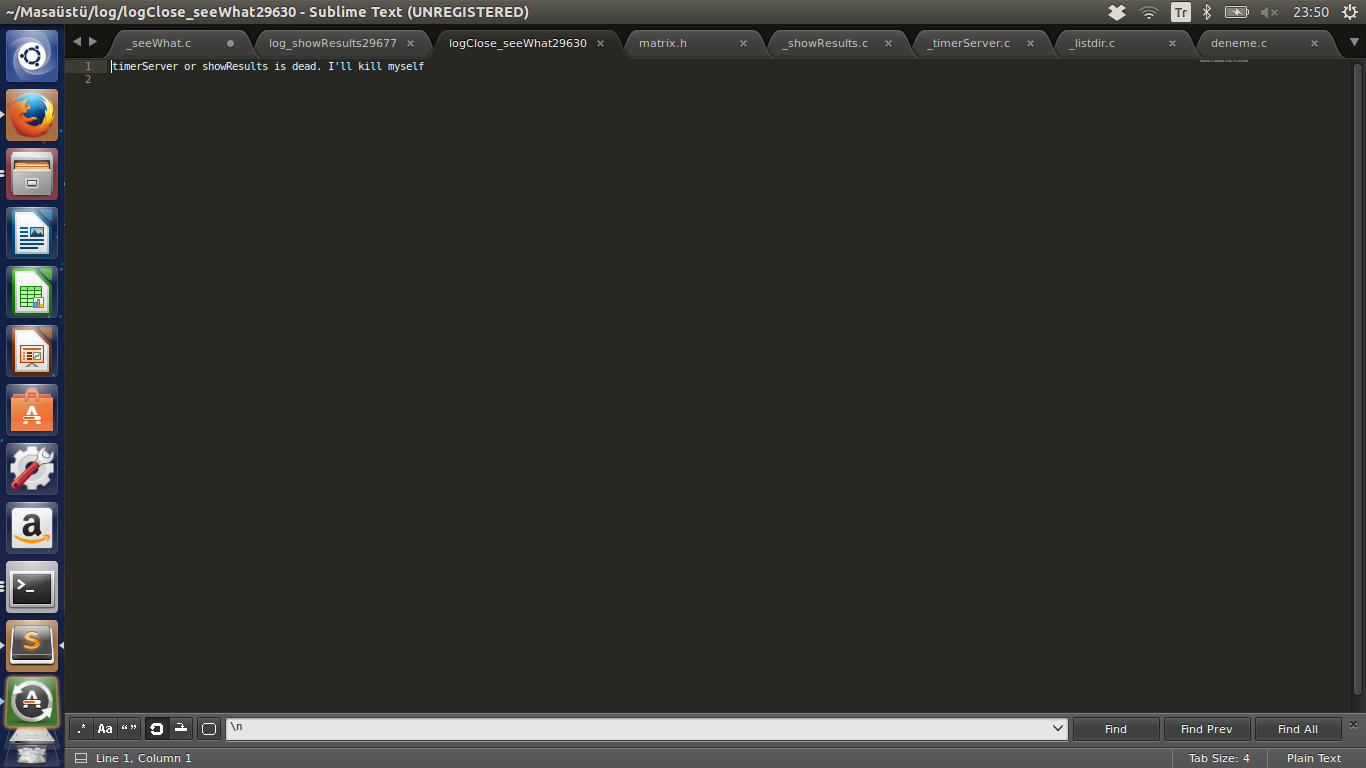 ~/Masaüstü/log/logClose_seeWhat29630 - Sublime Text (UNREGISTERED)
Tr
23:50
_seeWhat.c
log_showResults29677
logClose_seeWhat29630
matrix.h
_showResults.c
_timerServer.c
_listdir.c
deneme.c
1 timerServer or showResults is dead. I'll kill myself
2
.* Aa “ ” \n Find Find Prev Find All
Line 1, Column 1 Tab Size: 4 Plain Text